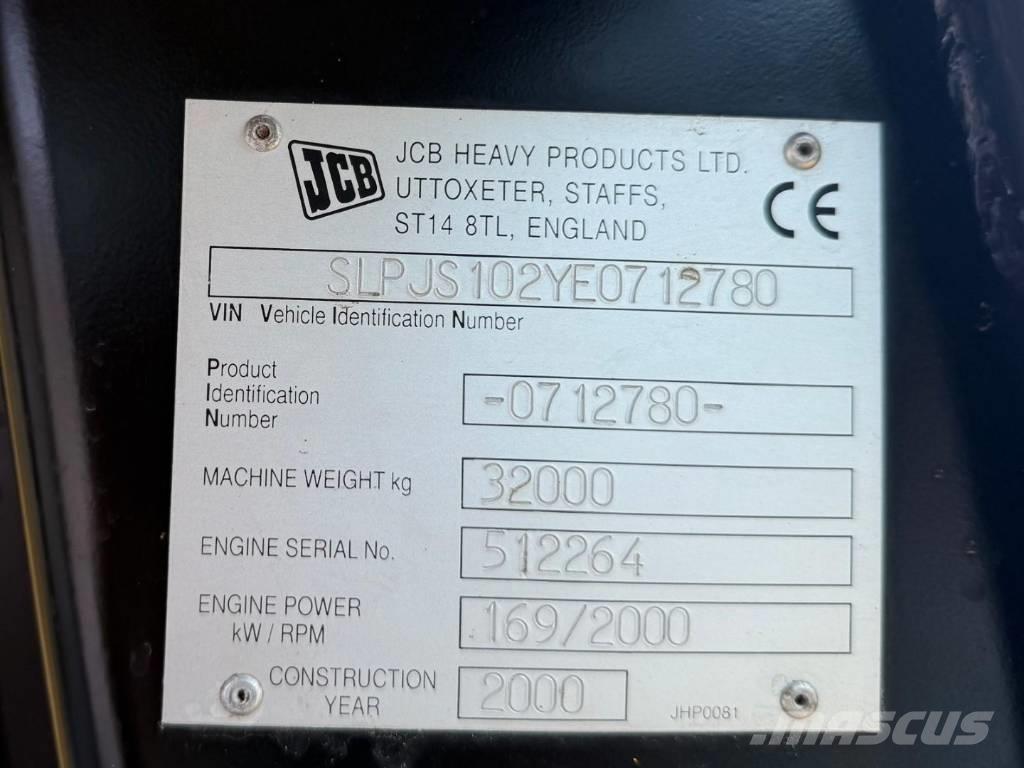 JCB
JCB HEAVY PRODUCTS LTD.
UTTOXETER, STAFFS,
ST14 8TL, ENGLAND
CE
SLPJS102YE0712780
VIN Vehicle Identification Number
Product
Identification
Number
-0712780-
MACHINE WEIGHT kg
32000
ENGINE SERIAL No.
512264
ENGINE POWER
kW / RPM
169/2000
CONSTRUCTION
YEAR
2000
JHP0081
MASCUS